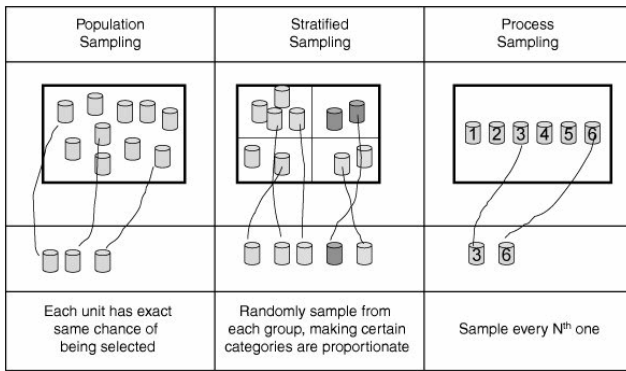 Population
Sampling
Stratified
Sampling
Process
Sampling
1 2 3 4 5 6
3 6
Each unit has exact
same chance of
being selected
Randomly sample from
each group, making certain
categories are proportionate
Sample every Nth one